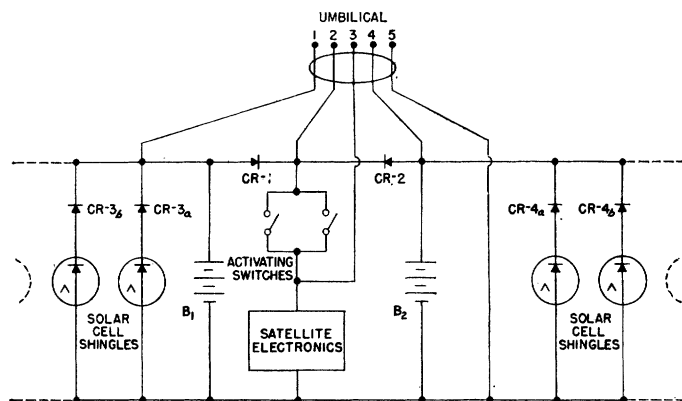 UMBILICAL
1 2 3 4 5
CR-1
CR-2
CR-3b
CR-3a
CR-4a
CR-4b
ACTIVATING
SWITCHES
B1
B2
SOLAR
CELL
SHINGLES
SATELLITE
ELECTRONICS
SOLAR
CELL
SHINGLES